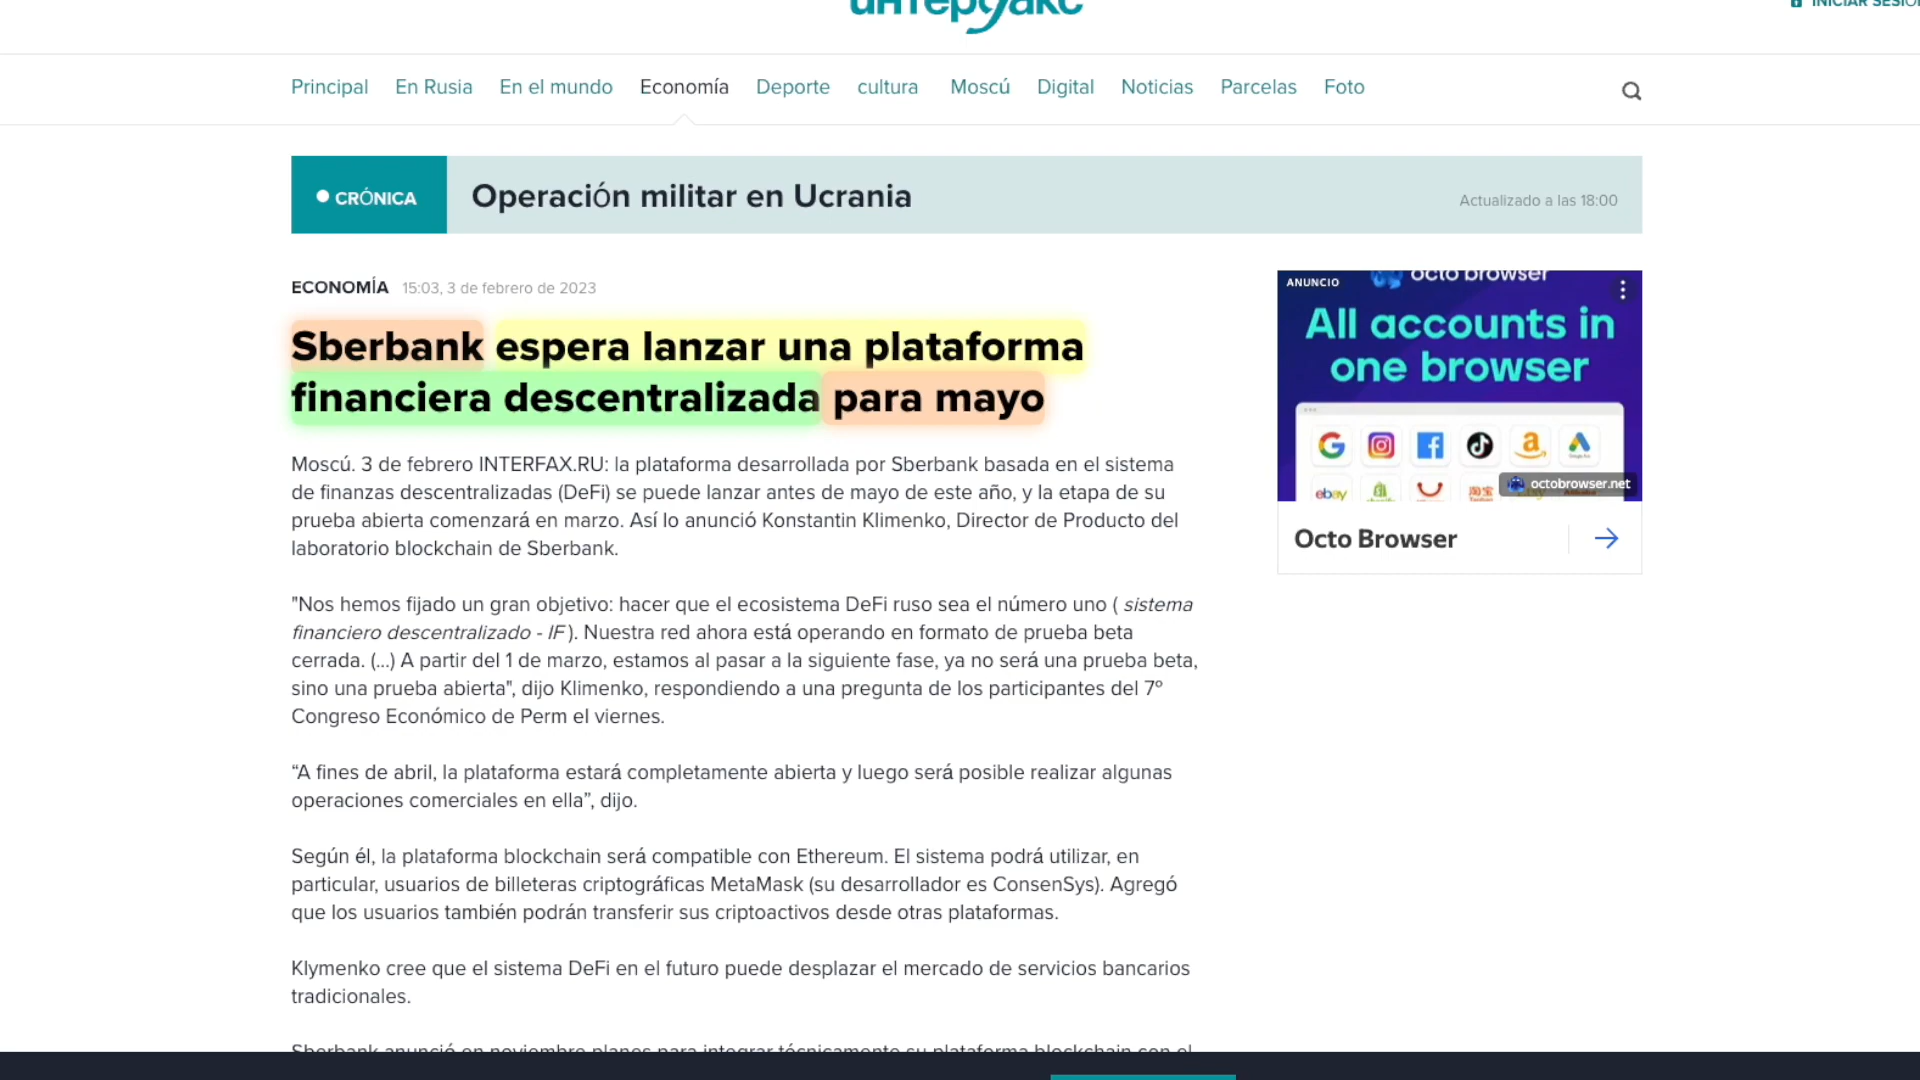 интерфакс
INICIAR SESIÓN
Principal En Rusia En el mundo Economía Deporte cultura Moscú Digital Noticias Parcelas Foto
CRÓNICA Operación militar en Ucrania Actualizado a las 18:00
ECONOMÍA 15:03, 3 de febrero de 2023
Sberbank espera lanzar una plataforma
financiera descentralizada para mayo
Moscú. 3 de febrero INTERFAX.RU: la plataforma desarrollada por Sberbank basada en el sistema
de finanzas descentralizadas (DeFi) se puede lanzar antes de mayo de este año, y la etapa de su
prueba abierta comenzará en marzo. Así lo anunció Konstantin Klimenko, Director de Producto del
laboratorio blockchain de Sberbank.
"Nos hemos fijado un gran objetivo: hacer que el ecosistema DeFi ruso sea el número uno ( sistema
financiero descentralizado - IF ). Nuestra red ahora está operando en formato de prueba beta
cerrada. (...) A partir del 1 de marzo, estamos al pasar a la siguiente fase, ya no será una prueba beta,
sino una prueba abierta", dijo Klimenko, respondiendo a una pregunta de los participantes del 7º
Congreso Económico de Perm el viernes.
“A fines de abril, la plataforma estará completamente abierta y luego será posible realizar algunas
operaciones comerciales en ella”, dijo.
Según él, la plataforma blockchain será compatible con Ethereum. El sistema podrá utilizar, en
particular, usuarios de billeteras criptográficas MetaMask (su desarrollador es ConsenSys). Agregó
que los usuarios también podrán transferir sus criptoactivos desde otras plataformas.
Klymenko cree que el sistema DeFi en el futuro puede desplazar el mercado de servicios bancarios
tradicionales.
Sberbank anunció en noviembre planes para integrar técnicamente su plataforma blockchain con el
ANUNCIO
octo browser
All accounts in
one browser
Google Ads
ebay
shopify
octobrowser.net
Octo Browser